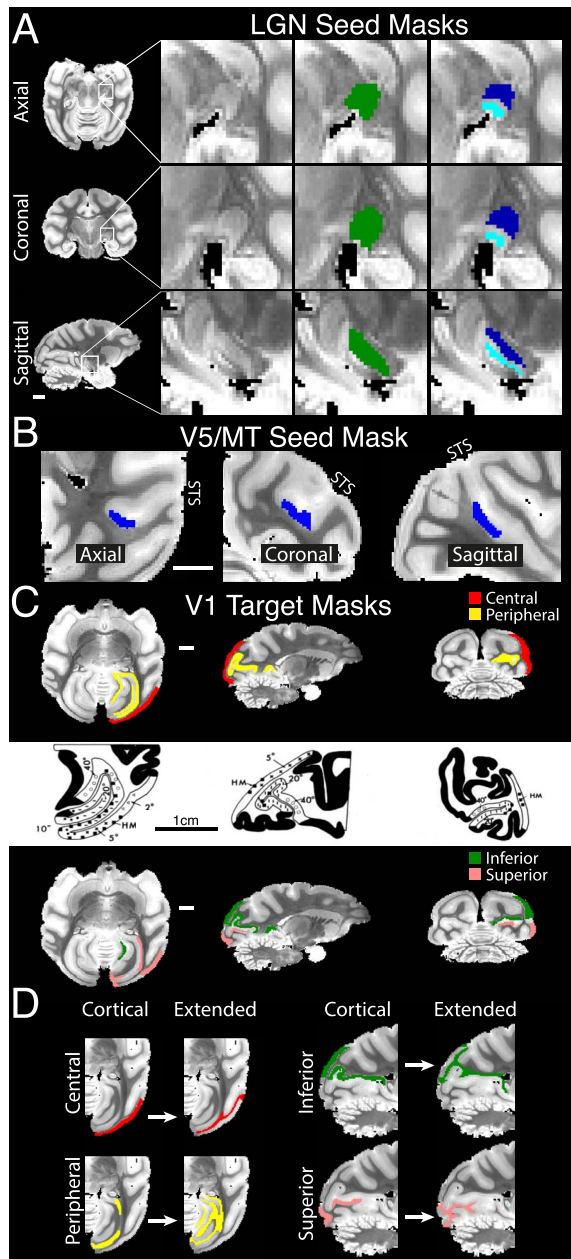 A
LGN Seed Masks
Axial
Coronal
Sagittal
B
V5/MT Seed Mask
STS
STS
STS
Axial
Coronal
Sagittal
C
V1 Target Masks
Central
Peripheral
40°
20°
2°
10°
HM
5°
1cm
5°
HM
20°
40°
40°
HM
Inferior
Superior
D
Cortical
Extended
Cortical
Extended
Central
Inferior
Peripheral
Superior